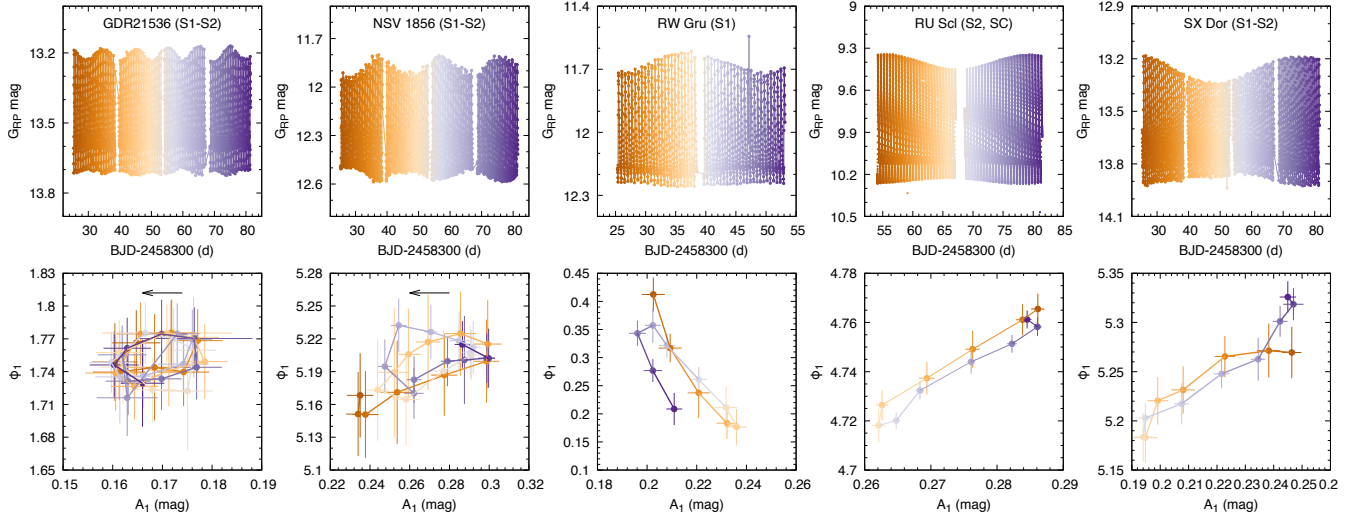 GDR21536 (S1-S2)
NSV 1856 (S1-S2)
RW Gru (S1)
RU Scl (S2, SC)
SX Dor (S1-S2)
G_RP mag
13.2
13.5
13.8
30 40 50 60 70 80
BJD-2458300 (d)
G_RP mag
11.7
12
12.3
12.6
30 40 50 60 70 80
BJD-2458300 (d)
G_RP mag
11.4
11.7
12
12.3
25 30 35 40 45 50 55
BJD-2458300 (d)
G_RP mag
9
9.3
9.6
9.9
10.2
10.5
55 60 65 70 75 80
BJD-2458300 (d)
G_RP mag
12.9
13.2
13.5
13.8
14.1
30 40 50 60 70 80
BJD-2458300 (d)
Φ₁
1.83
1.8
1.77
1.74
1.71
1.68
1.65
0.15 0.16 0.17 0.18 0.19
A₁ (mag)
Φ₁
5.28
5.25
5.22
5.19
5.16
5.13
5.1
0.22 0.24 0.26 0.28 0.3 0.32
A₁ (mag)
Φ₁
0.45
0.4
0.35
0.3
0.25
0.2
0.15
0.1
0.18 0.2 0.22 0.24 0.26
A₁ (mag)
Φ₁
4.78
4.76
4.74
4.72
4.7
0.26 0.27 0.28 0.29
A₁ (mag)
Φ₁
5.35
5.3
5.25
5.2
5.15
0.19 0.2 0.21 0.22 0.23 0.24 0.25 0.26
A₁ (mag)